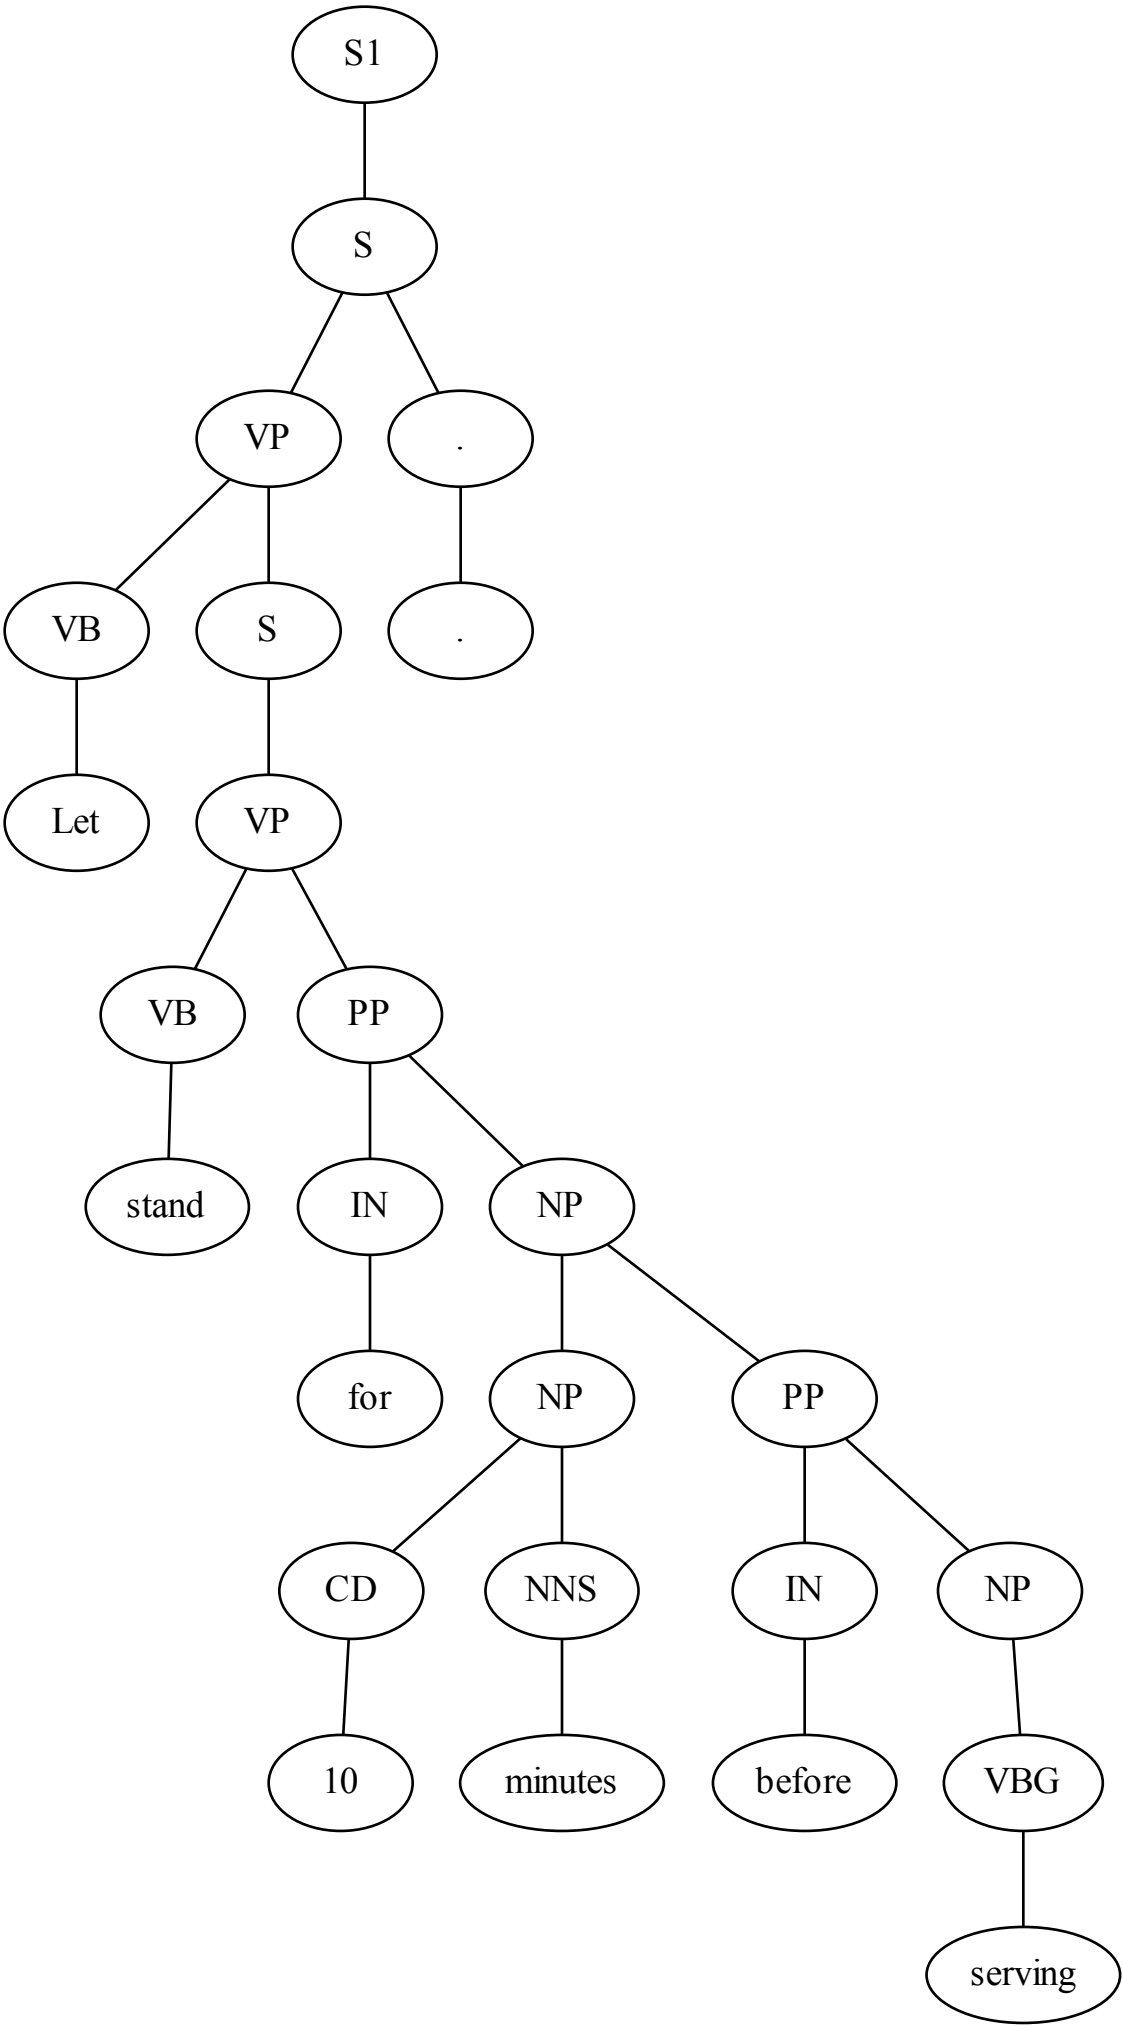 S1
S
VP .
VB S .
Let VP
VB PP
stand IN NP
for NP PP
CD NNS IN NP
10 minutes before VBG
serving